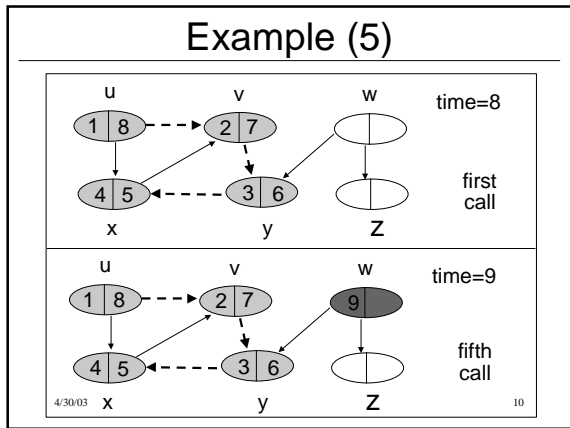 Example (5)
u v w time=8
1 8 2 7
first
4 5 3 6 call
x y z
u v w time=9
1 8 2 7 9
fifth
4 5 3 6 call
4/30/03 x y z 10